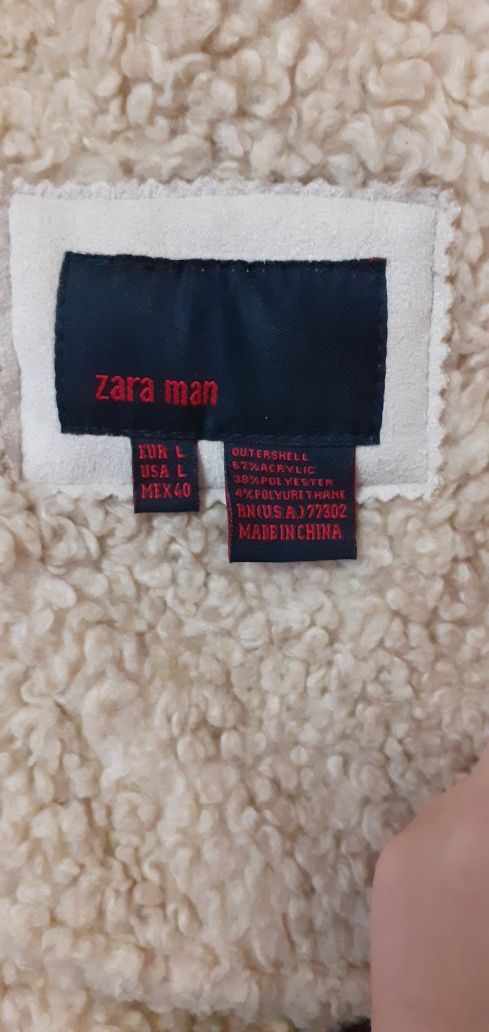 zara man
EUR L
USA L
MEX 40
OUTERSHELL
57%ACRYLIC
39%POLYESTER
4%POLYURETHANE
RN(U.S.A.)77302
MADE IN CHINA